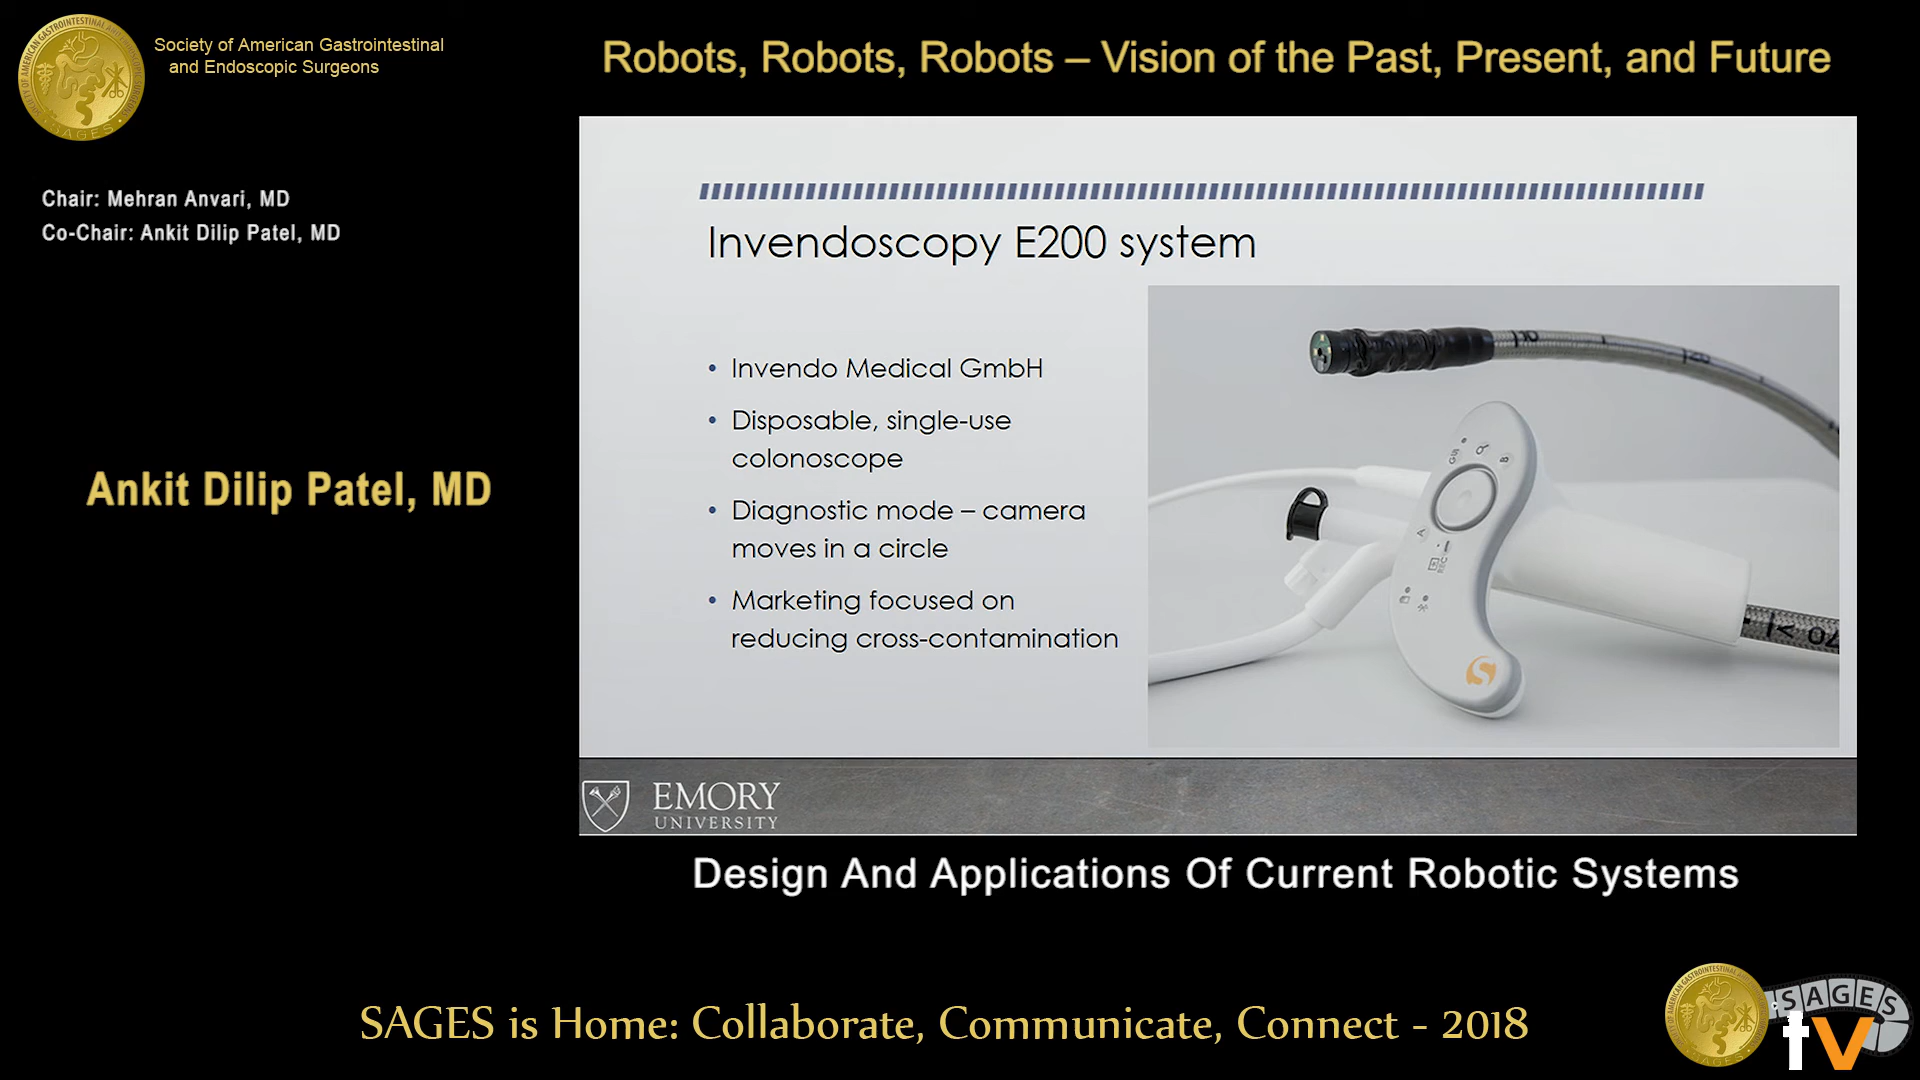 Society of American Gastrointestinal
and Endoscopic Surgeons
Robots, Robots, Robots – Vision of the Past, Present, and Future
Chair: Mehran Anvari, MD
Co-Chair: Ankit Dilip Patel, MD
Ankit Dilip Patel, MD
Invendoscopy E200 system
• Invendo Medical GmbH
• Disposable, single-use
colonoscope
• Diagnostic mode – camera
moves in a circle
• Marketing focused on
reducing cross-contamination
EMORY
UNIVERSITY
Design And Applications Of Current Robotic Systems
SAGES is Home: Collaborate, Communicate, Connect - 2018
SAGES
tv